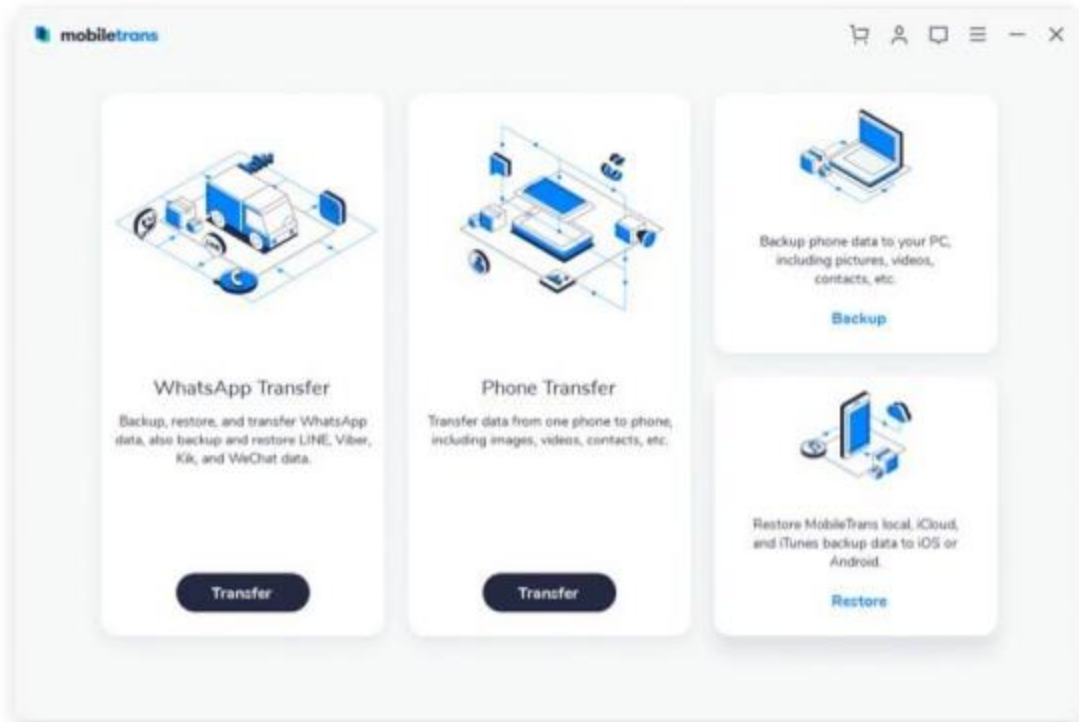 mobiletrans
WhatsApp Transfer
Backup, restore, and transfer WhatsApp
data, also backup and restore LINE, Viber,
Kik, and WeChat data.
Transfer
Phone Transfer
Transfer data from one phone to phone,
including images, videos, contacts, etc.
Transfer
Backup phone data to your PC,
including pictures, videos,
contacts, etc.
Backup
Restore MobileTrans local, iCloud,
and iTunes backup data to iOS or
Android.
Restore